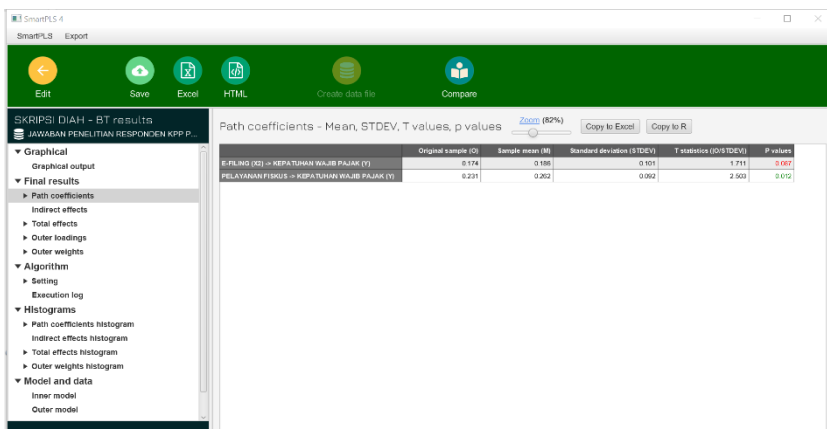 SmartPLS 4
SmartPLS Export
Edit Save Excel HTML Create data file Compare
SKRIPSI DIAH - BT results
JAWABAN PENELITIAN RESPONDEN KPP P...
Graphical
Graphical output
Final results
Path coefficients
Indirect effects
Total effects
Outer loadings
Outer weights
Algorithm
Setting
Execution log
Histograms
Path coefficients histogram
Indirect effects histogram
Total effects histogram
Outer weights histogram
Model and data
Inner model
Outer model
Path coefficients - Mean, STDEV, T values, p values Zoom (82%) Copy to Excel Copy to R
Original sample (O) Sample mean (M) Standard deviation (STDEV) T statistics (|O/STDEV|) P values
E-FILING (X2) -> KEPATUHAN WAJIB PAJAK (Y) 0.174 0.186 0.101 1.711 0.087
PELAYANAN FISKUS -> KEPATUHAN WAJIB PAJAK (Y) 0.231 0.262 0.092 2.503 0.012